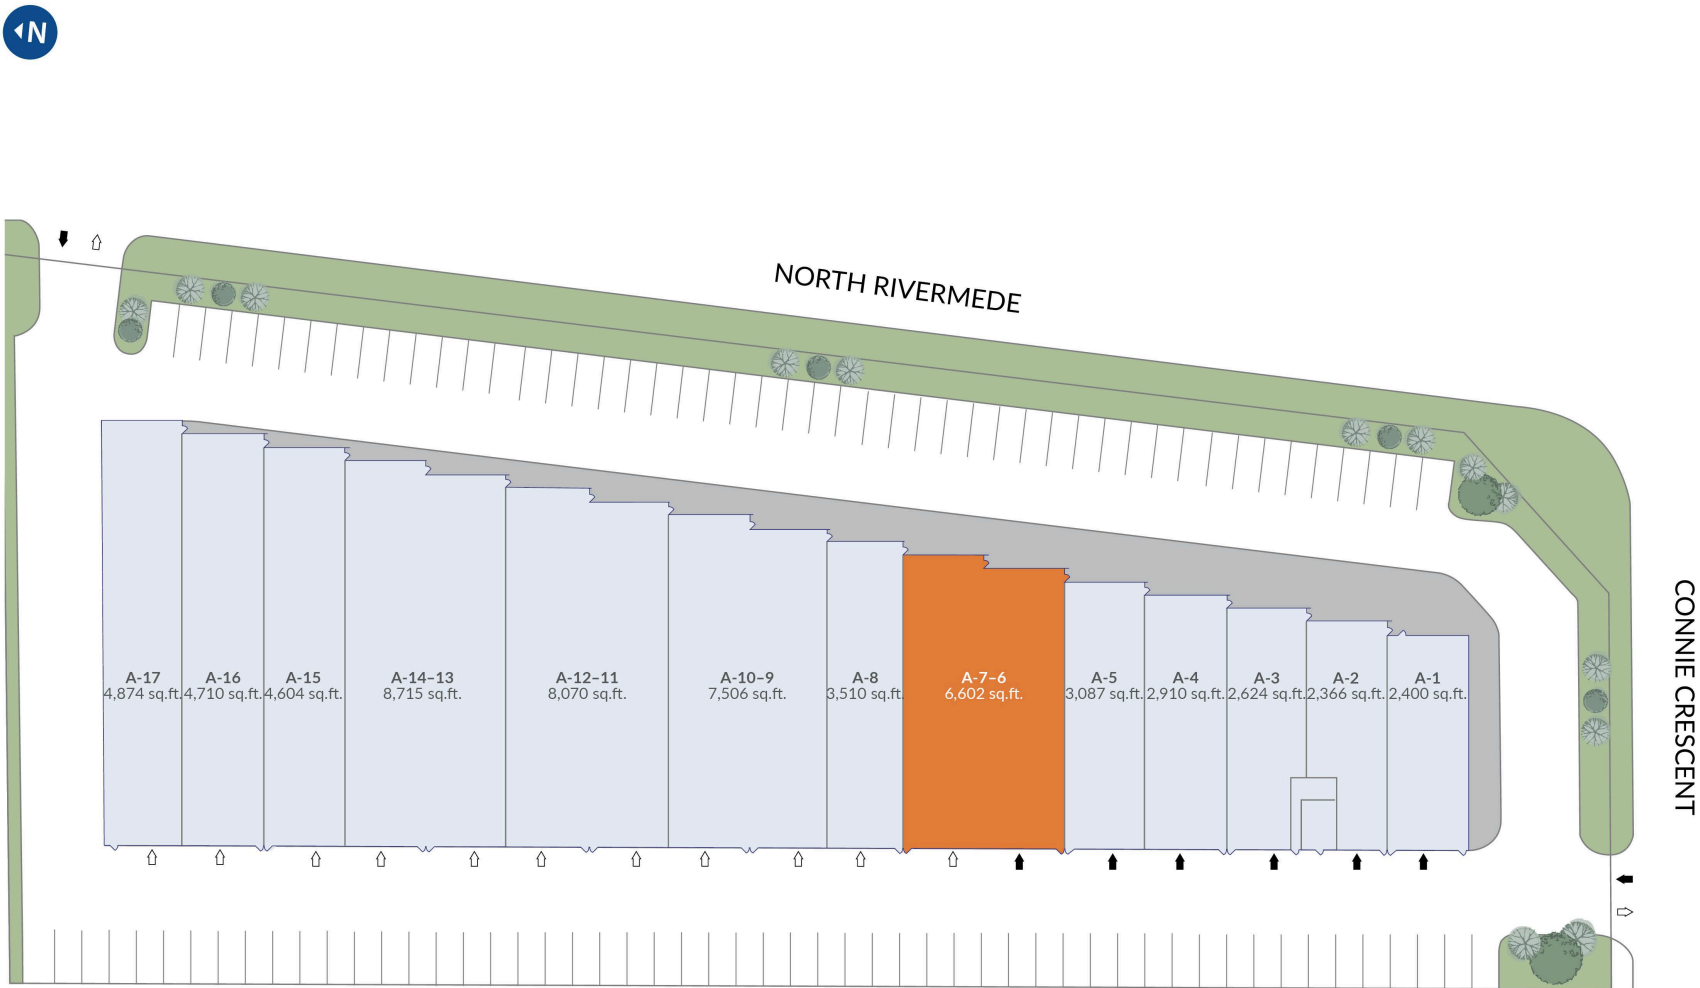 N
NORTH RIVERMEDE
CONNIE CRESCENT
A-17
4,874 sq.ft.
A-16
4,710 sq.ft.
A-15
4,604 sq.ft.
A-14–13
8,715 sq.ft.
A-12–11
8,070 sq.ft.
A-10–9
7,506 sq.ft.
A-8
3,510 sq.ft.
A-7–6
6,602 sq.ft.
A-5
3,087 sq.ft.
A-4
2,910 sq.ft.
A-3
2,624 sq.ft.
A-2
2,366 sq.ft.
A-1
2,400 sq.ft.